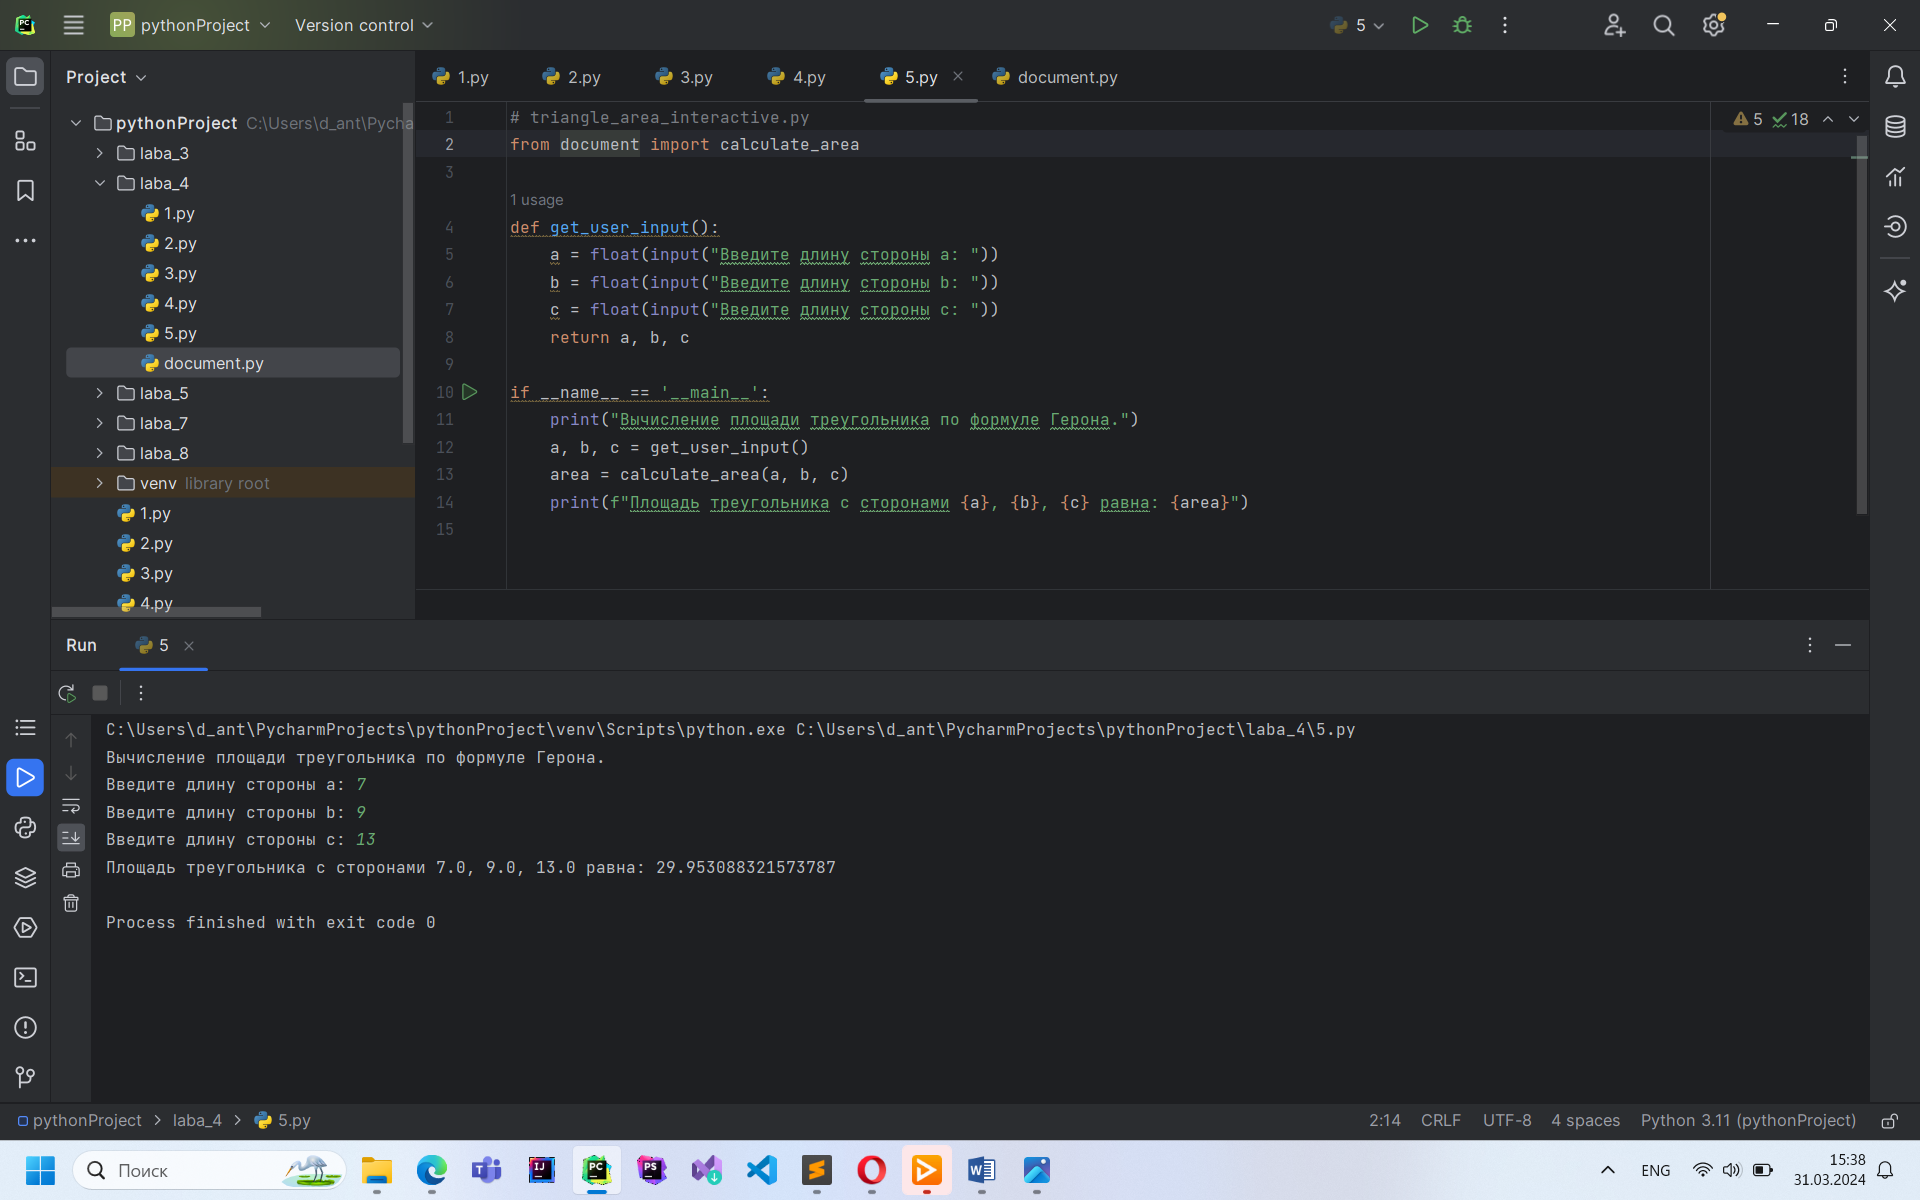 PP pythonProject Version control 5
Project
1.py 2.py 3.py 4.py 5.py document.py
pythonProject C:\Users\d_ant\Pycha
laba_3
laba_4
1.py
2.py
3.py
4.py
5.py
document.py
laba_5
laba_7
laba_8
venv library root
1.py
2.py
3.py
4.py
5 18
1 # triangle_area_interactive.py
2 from document import calculate_area
3
1 usage
4 def get_user_input():
5 a = float(input("Введите длину стороны a: "))
6 b = float(input("Введите длину стороны b: "))
7 c = float(input("Введите длину стороны c: "))
8 return a, b, c
9
10 if __name__ == '__main__':
11 print("Вычисление площади треугольника по формуле Герона.")
12 a, b, c = get_user_input()
13 area = calculate_area(a, b, c)
14 print(f"Площадь треугольника с сторонами {a}, {b}, {c} равна: {area}")
15
Run 5
C:\Users\d_ant\PycharmProjects\pythonProject\venv\Scripts\python.exe C:\Users\d_ant\PycharmProjects\pythonProject\laba_4\5.py
Вычисление площади треугольника по формуле Герона.
Введите длину стороны a: 7
Введите длину стороны b: 9
Введите длину стороны c: 13
Площадь треугольника с сторонами 7.0, 9.0, 13.0 равна: 29.953088321573787
Process finished with exit code 0
pythonProject laba_4 5.py 2:14 CRLF UTF-8 4 spaces Python 3.11 (pythonProject)
Поиск ENG 15:38
31.03.2024